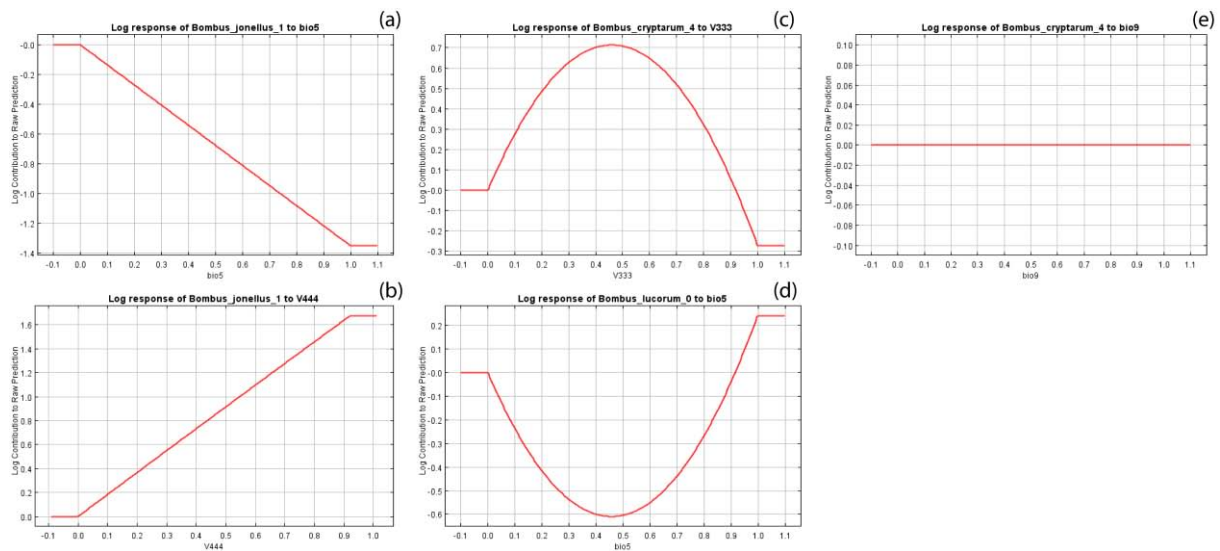 (a)
Log response of Bombus_jonellus_1 to bio5
Log Contribution to Raw Prediction
-0.0
-0.2
-0.4
-0.6
-0.8
-1.0
-1.2
-1.4
-0.1 0.0 0.1 0.2 0.3 0.4 0.5 0.6 0.7 0.8 0.9 1.0 1.1
bio5
(c)
Log response of Bombus_cryptarum_4 to V333
Log Contribution to Raw Prediction
0.7
0.6
0.5
0.4
0.3
0.2
0.1
-0.0
-0.1
-0.2
-0.3
-0.1 0.0 0.1 0.2 0.3 0.4 0.5 0.6 0.7 0.8 0.9 1.0 1.1
V333
(e)
Log response of Bombus_cryptarum_4 to bio9
Log Contribution to Raw Prediction
0.10
0.08
0.06
0.04
0.02
0.00
-0.02
-0.04
-0.06
-0.08
-0.10
-0.1 0.0 0.1 0.2 0.3 0.4 0.5 0.6 0.7 0.8 0.9 1.0 1.1
bio9
(b)
Log response of Bombus_jonellus_1 to V444
Log Contribution to Raw Prediction
1.6
1.4
1.2
1.0
0.8
0.6
0.4
0.2
0.0
-0.1 0.0 0.1 0.2 0.3 0.4 0.5 0.6 0.7 0.8 0.9 1.0
V444
(d)
Log response of Bombus_lucorum_0 to bio5
Log Contribution to Raw Prediction
0.2
0.1
-0.0
-0.1
-0.2
-0.3
-0.4
-0.5
-0.6
-0.1 0.0 0.1 0.2 0.3 0.4 0.5 0.6 0.7 0.8 0.9 1.0 1.1
bio5